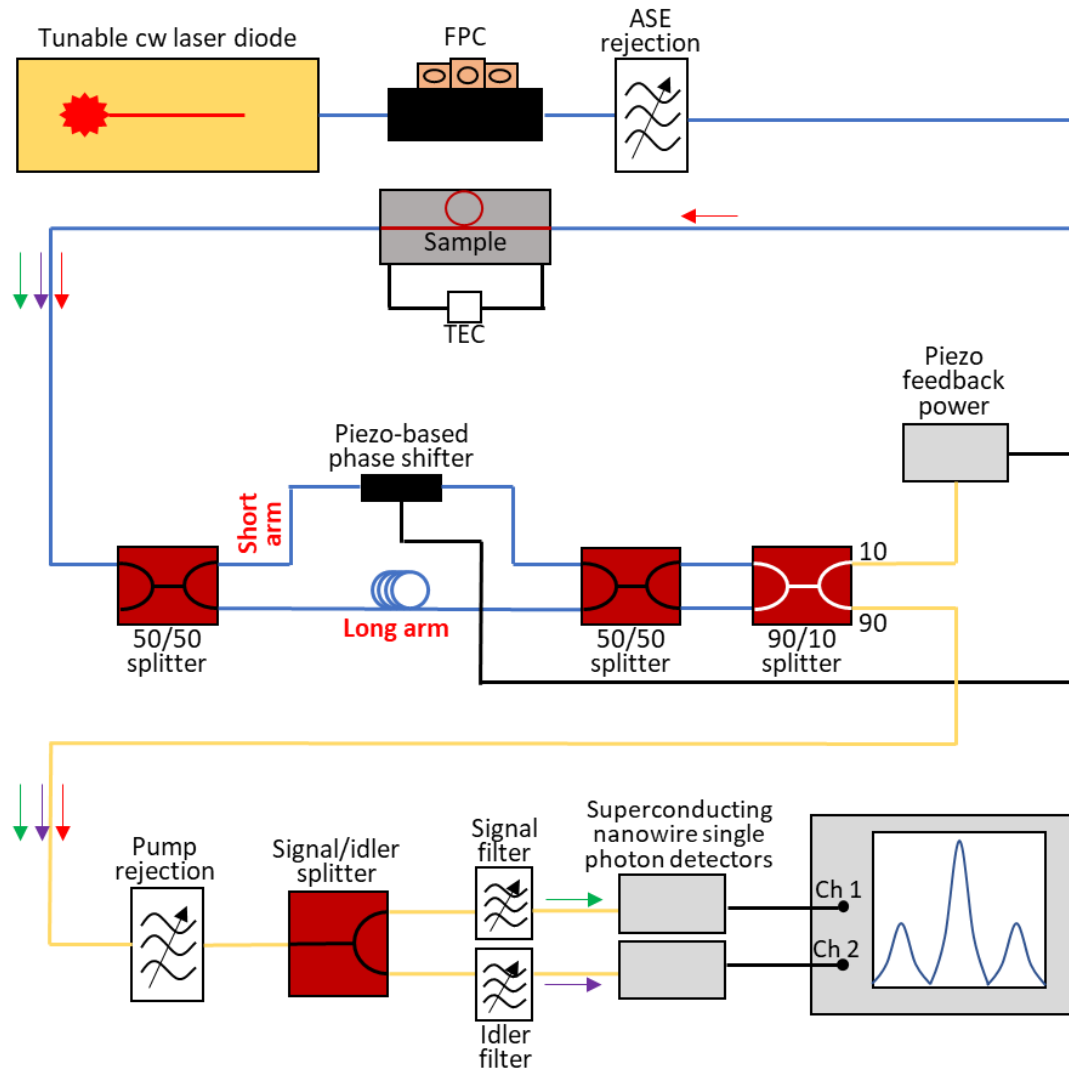 Tunable cw laser diode
FPC
ASE
rejection
Sample
TEC
Piezo
feedback
power
Piezo-based
phase shifter
Short
arm
Long arm
10
90
50/50
splitter
50/50
splitter
90/10
splitter
Pump
rejection
Signal/idler
splitter
Signal
filter
Idler
filter
Superconducting
nanowire single
photon detectors
Ch 1
Ch 2